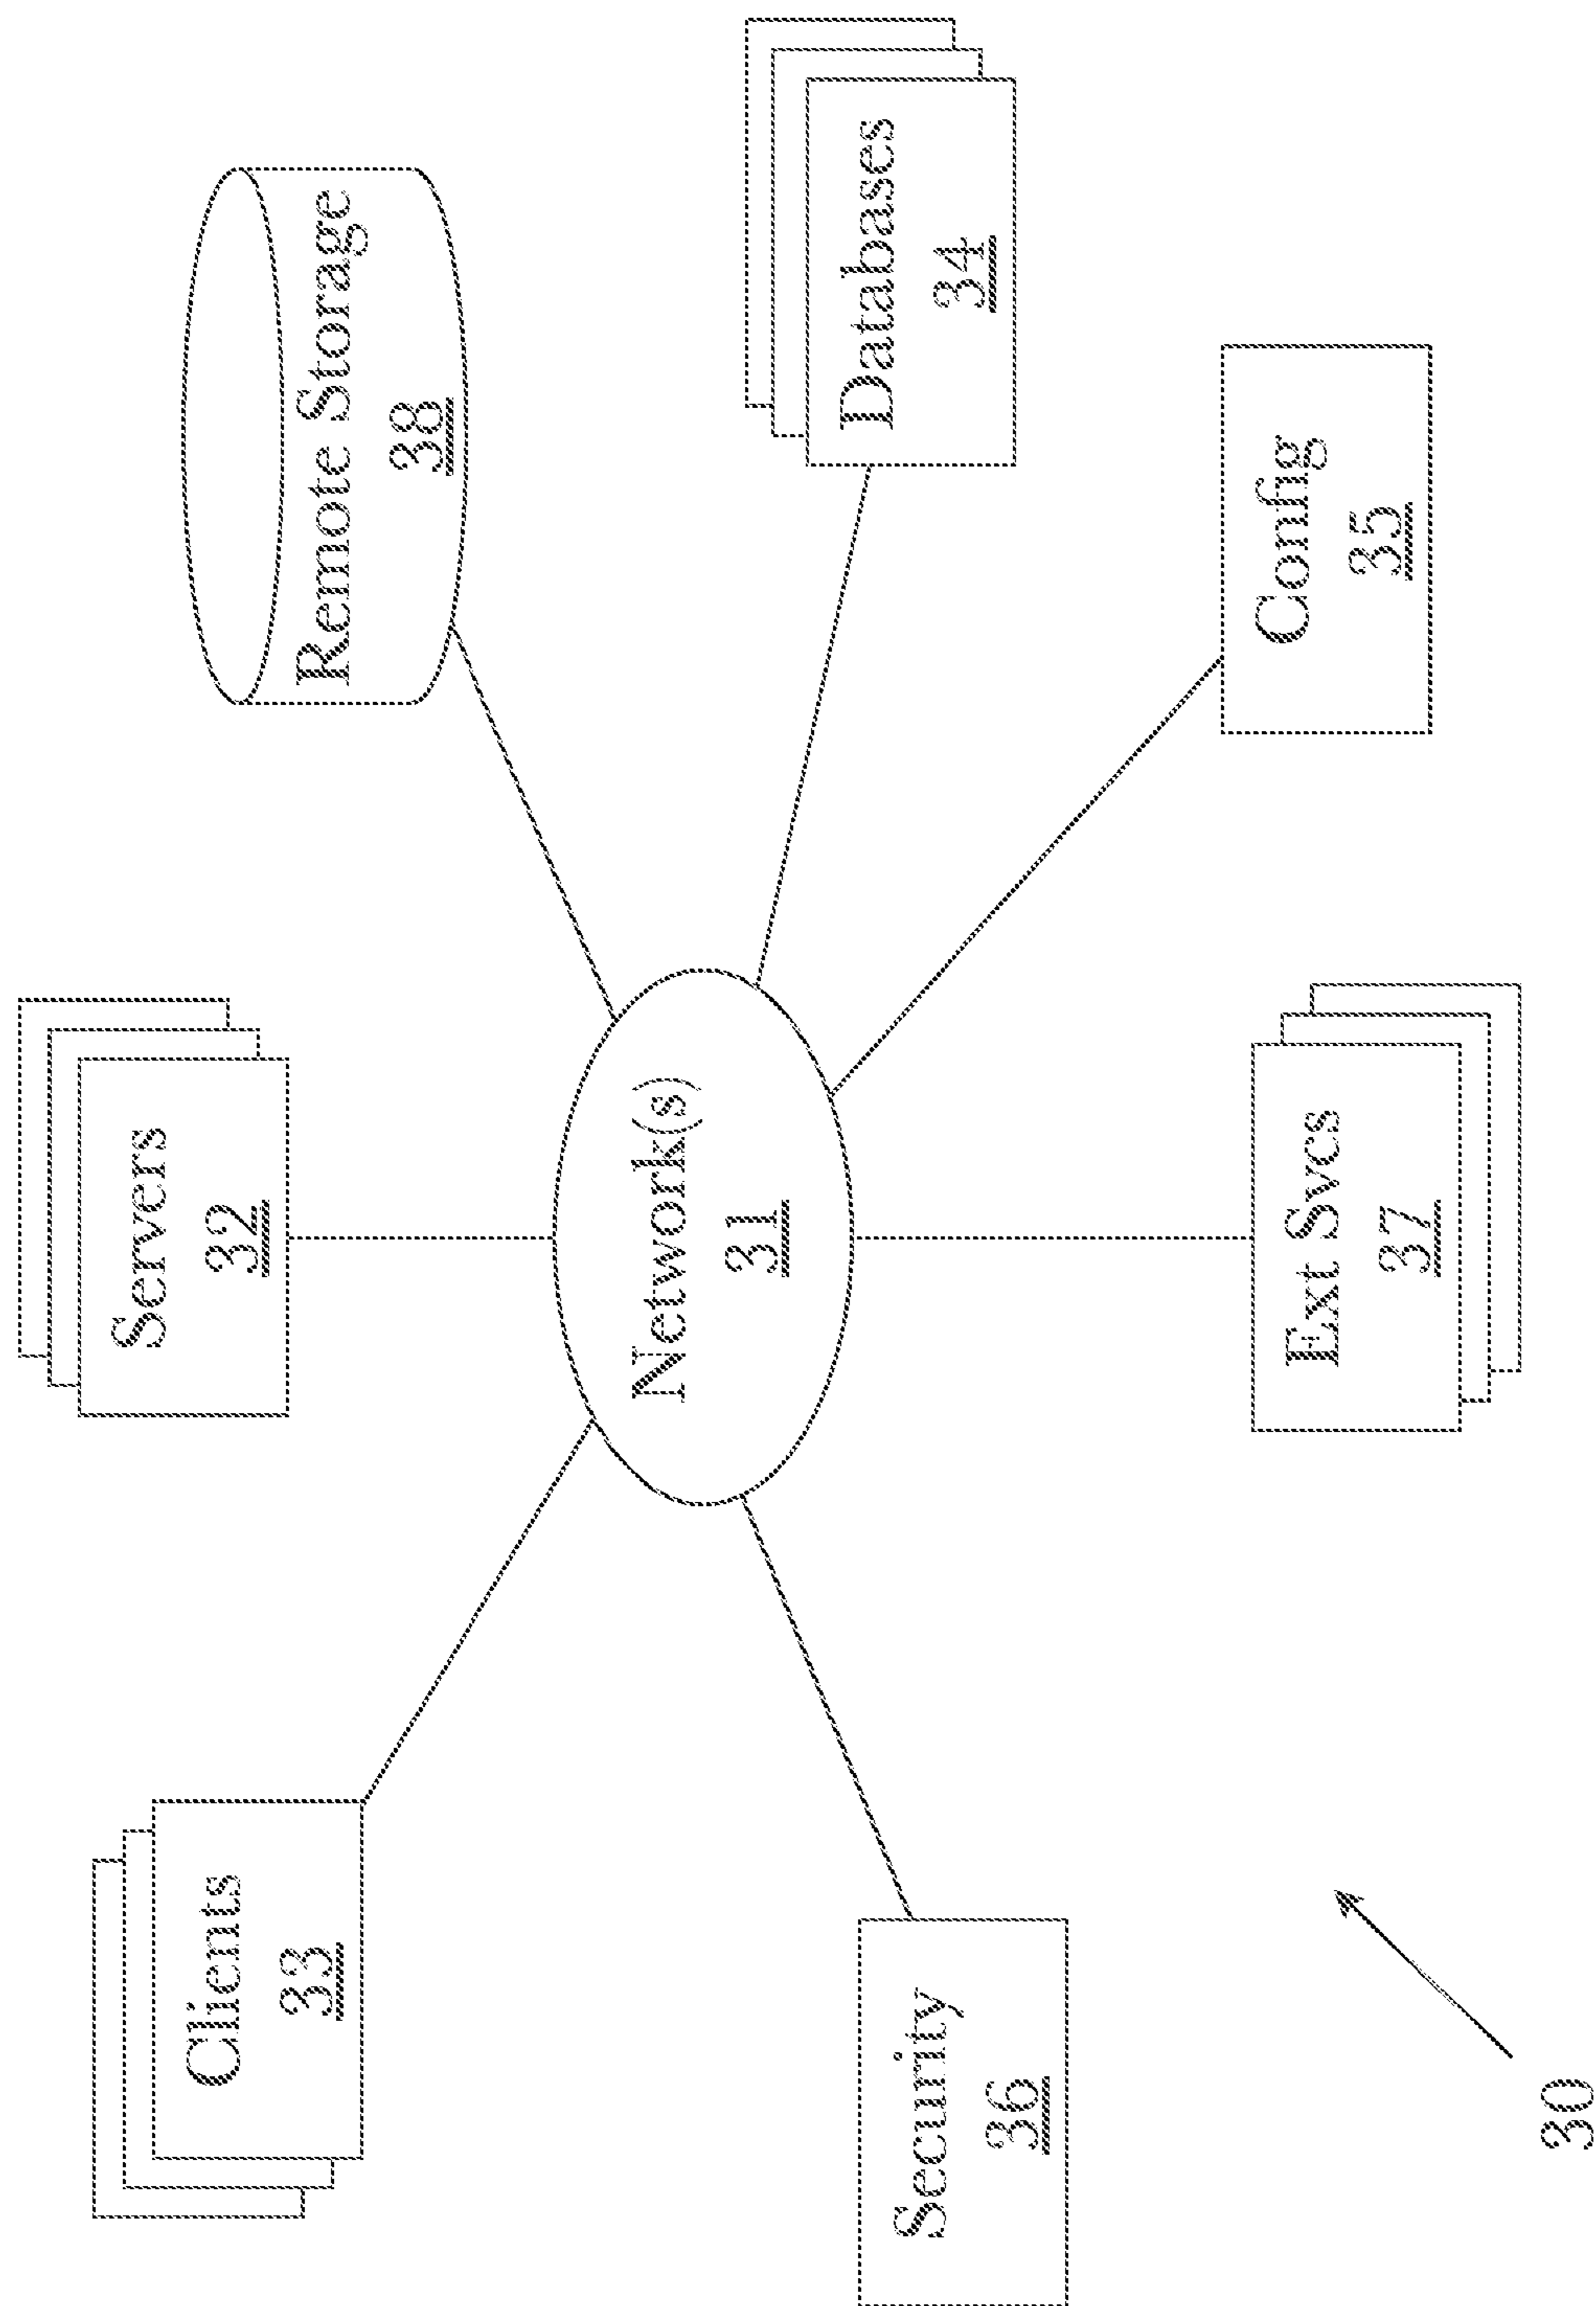 Servers
32
Remote Storage
38
Clients
33
Network(s)
31
Databases
34
Security
36
Ext Svcs
37
Config
35
30